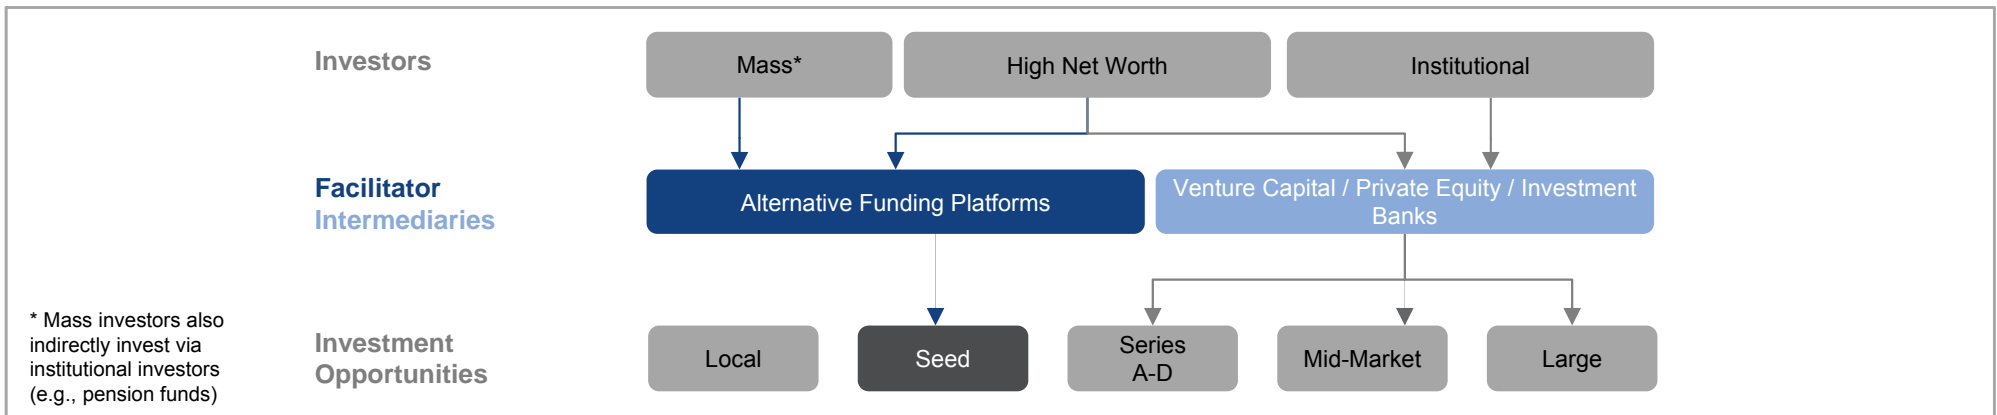 Investors
Mass*
High Net Worth
Institutional
Facilitator
Intermediaries
Alternative Funding Platforms
Venture Capital / Private Equity / Investment
Banks
* Mass investors also
indirectly invest via
institutional investors
(e.g., pension funds)
Investment
Opportunities
Local
Seed
Series
A-D
Mid-Market
Large